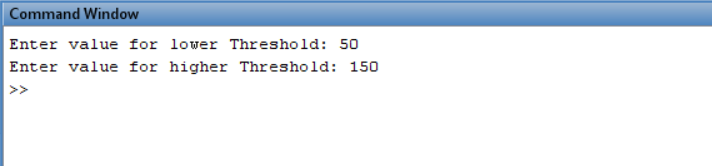 Command Window
Enter value for lower Threshold: 50
Enter value for higher Threshold: 150
>>